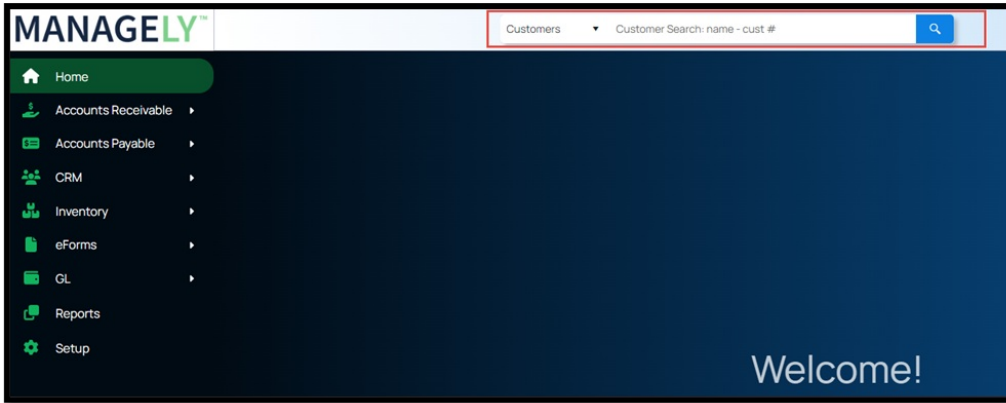 MANAGELY™
Customers
Customer Search: name - cust #
Home
Accounts Receivable
Accounts Payable
CRM
Inventory
eForms
GL
Reports
Setup
Welcome!